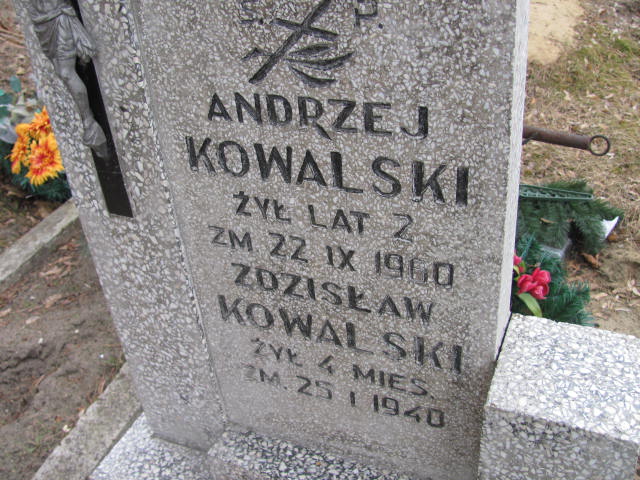 Ś. P.
ANDRZEJ
KOWALSKI
ŻYŁ LAT 2
ZM 22 IX 1960
ZDZISŁAW
KOWALSKI
ŻYŁ 4 MIES.
ZM. 25 I 1940